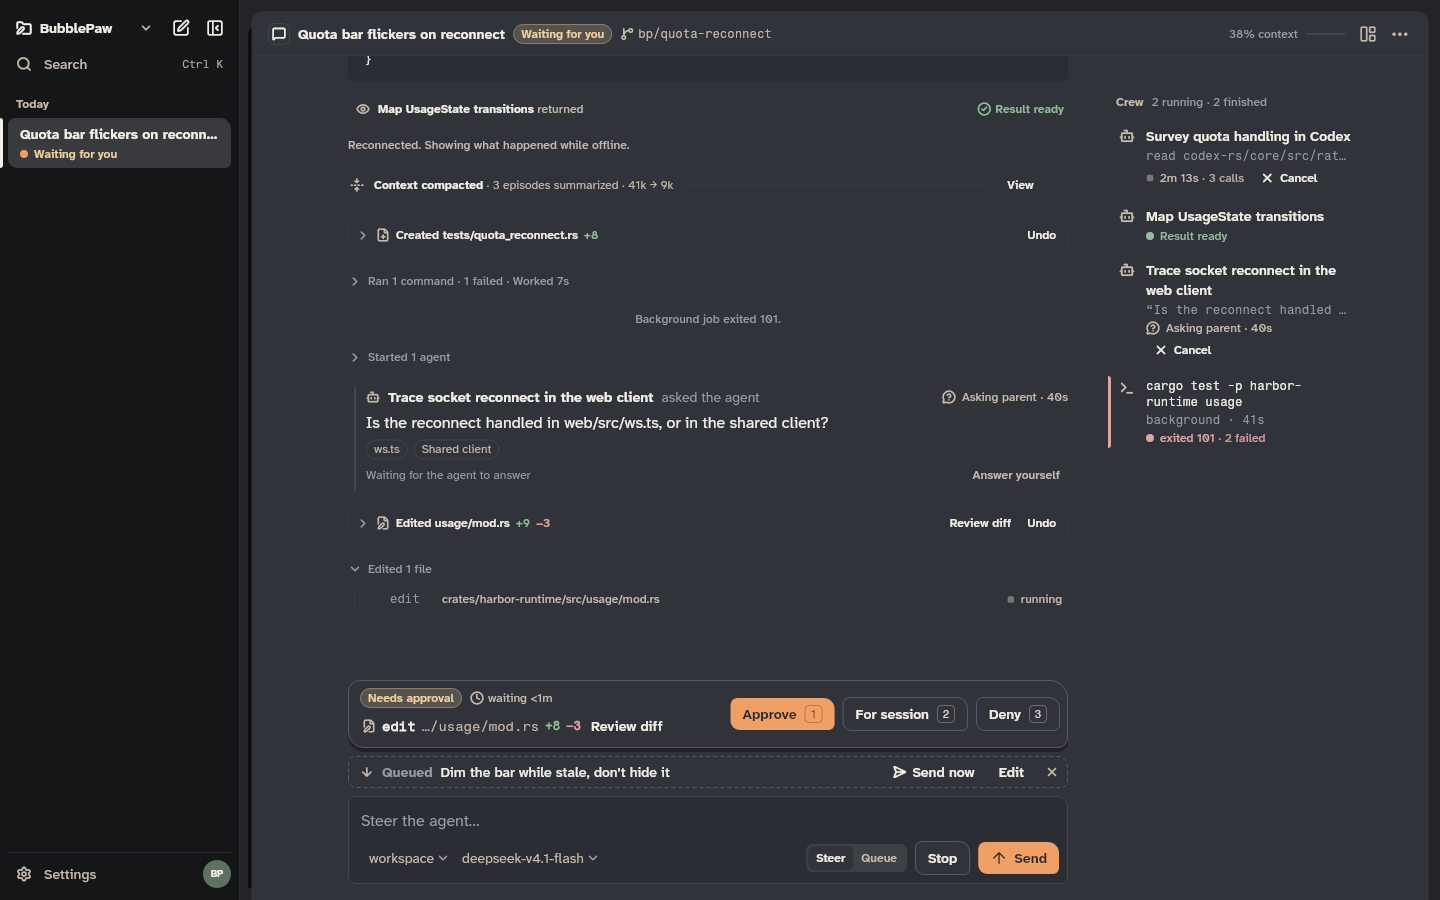 BubblePaw
Search Ctrl K
Today
Quota bar flickers on reconn...
Waiting for you
Settings
BP
Quota bar flickers on reconnect Waiting for you bp/quota-reconnect 38% context
}
Map UsageState transitions returned Result ready
Reconnected. Showing what happened while offline.
Context compacted · 3 episodes summarized · 41k → 9k View
Created tests/quota_reconnect.rs +8 Undo
Ran 1 command · 1 failed · Worked 7s
Background job exited 101.
Started 1 agent
Trace socket reconnect in the web client asked the agent Asking parent · 40s
Is the reconnect handled in web/src/ws.ts, or in the shared client?
ws.ts Shared client
Waiting for the agent to answer Answer yourself
Edited usage/mod.rs +9 −3 Review diff Undo
Edited 1 file
edit crates/harbor-runtime/src/usage/mod.rs running
Needs approval waiting <1m
edit …/usage/mod.rs +8 −3 Review diff
Approve 1 For session 2 Deny 3
Queued Dim the bar while stale, don't hide it Send now Edit ×
Steer the agent...
workspace deepseek-v4.1-flash Steer Queue Stop Send
Crew 2 running · 2 finished
Survey quota handling in Codex
read codex-rs/core/src/rat…
2m 13s · 3 calls × Cancel
Map UsageState transitions
Result ready
Trace socket reconnect in the
web client
“Is the reconnect handled …
Asking parent · 40s
× Cancel
cargo test -p harbor-
runtime usage
background · 41s
exited 101 · 2 failed